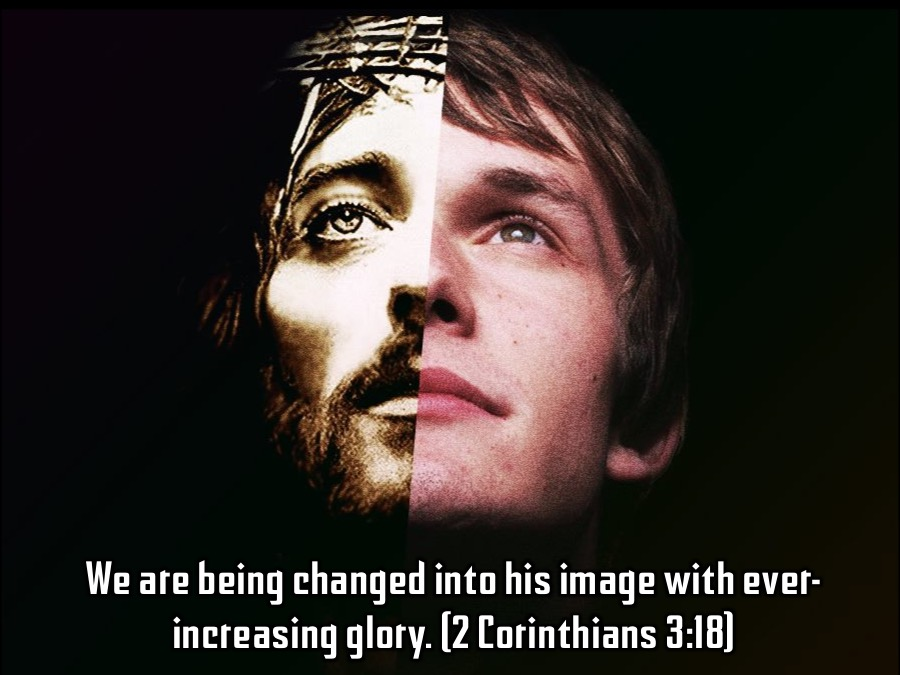 We are being changed into his image with ever-
increasing glory. (2 Corinthians 3:18)